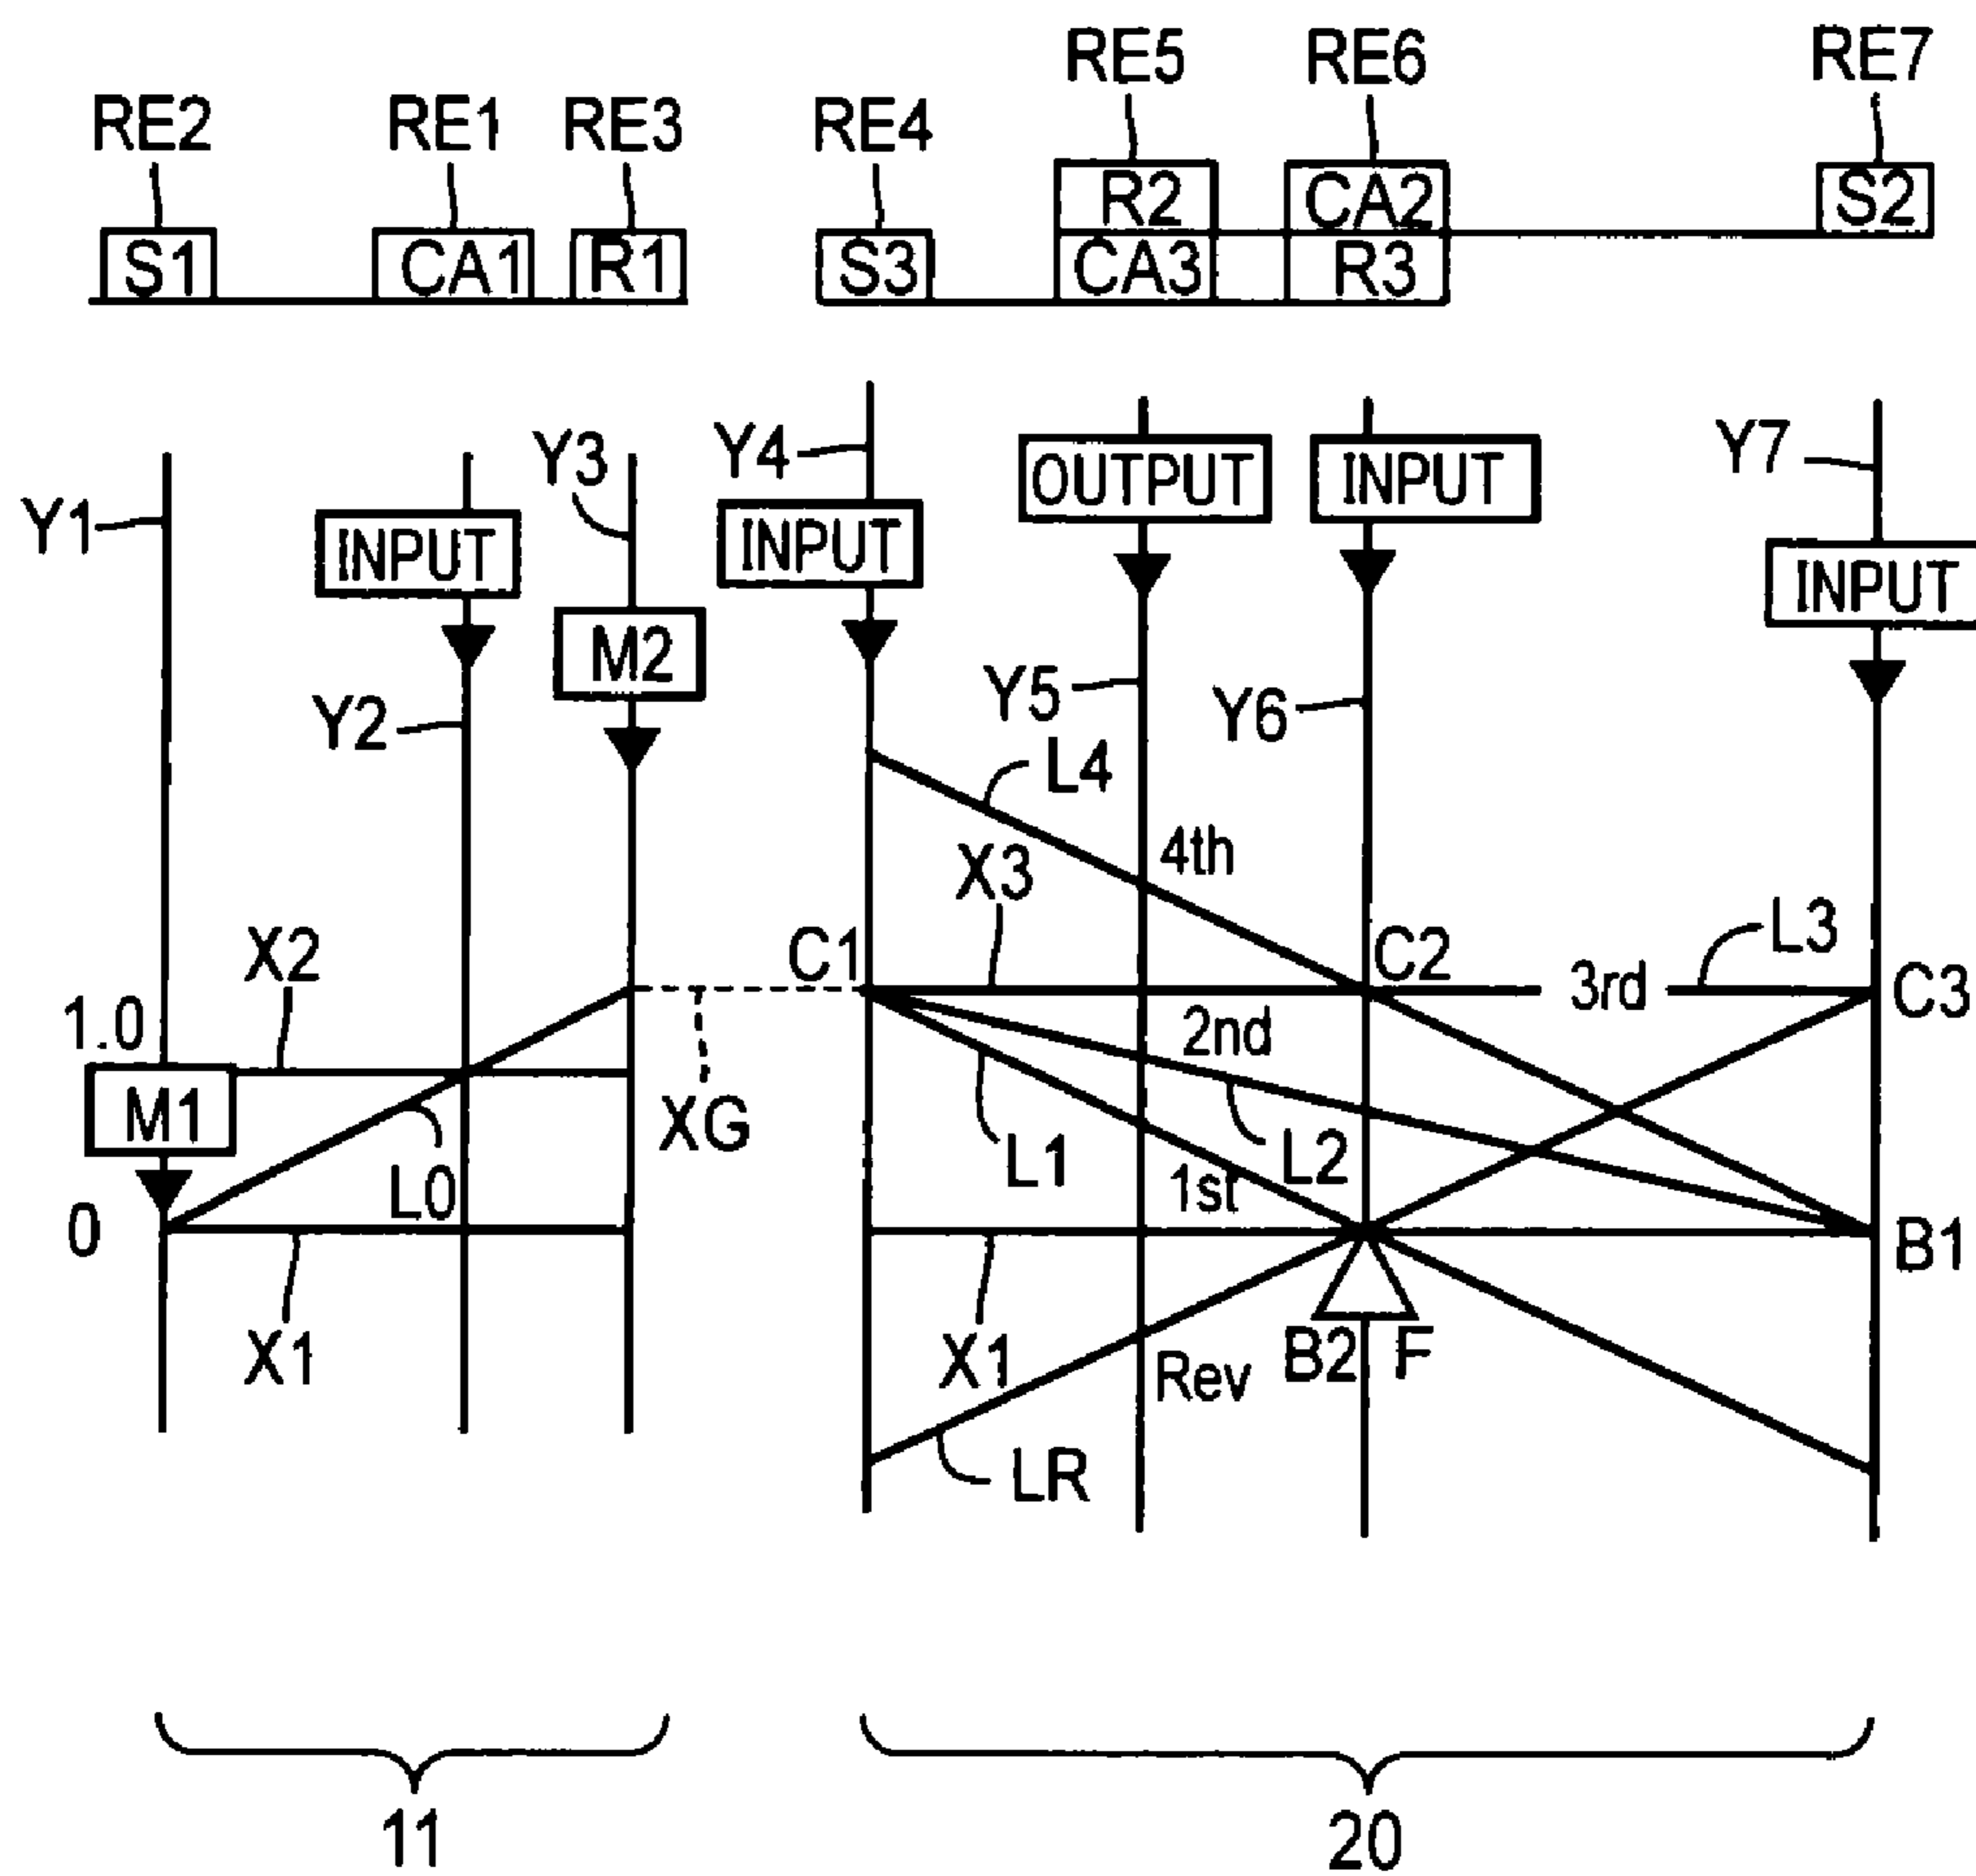 RE5 RE6 RE7
RE2 RE1 RE3 RE4
R2 CA2 S2
S1 CA1 R1 S3 CA3 R3
Y3 Y4 OUTPUT INPUT Y7
Y1 INPUT INPUT INPUT
M2
Y2 Y5 Y6
L4
4th
X3
X2 C1 C2 L3
1.0 3rd C3
2nd
M1 XG
L1 L2
L0 1st
0 B1
X1 X1 Rev B2 F
LR
11 20